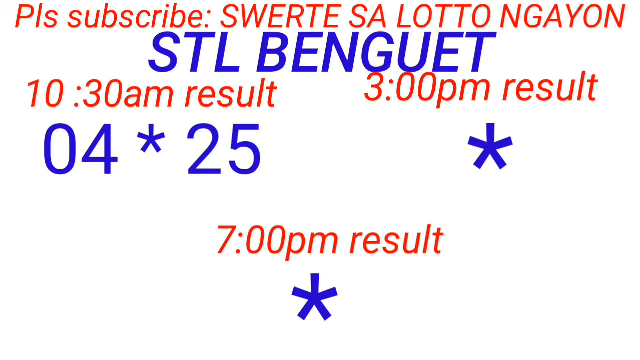 Pls subscribe: SWERTE SA LOTTO NGAYON
STL BENGUET
10 :30am result
04 * 25
3:00pm result
*
7:00pm result
*